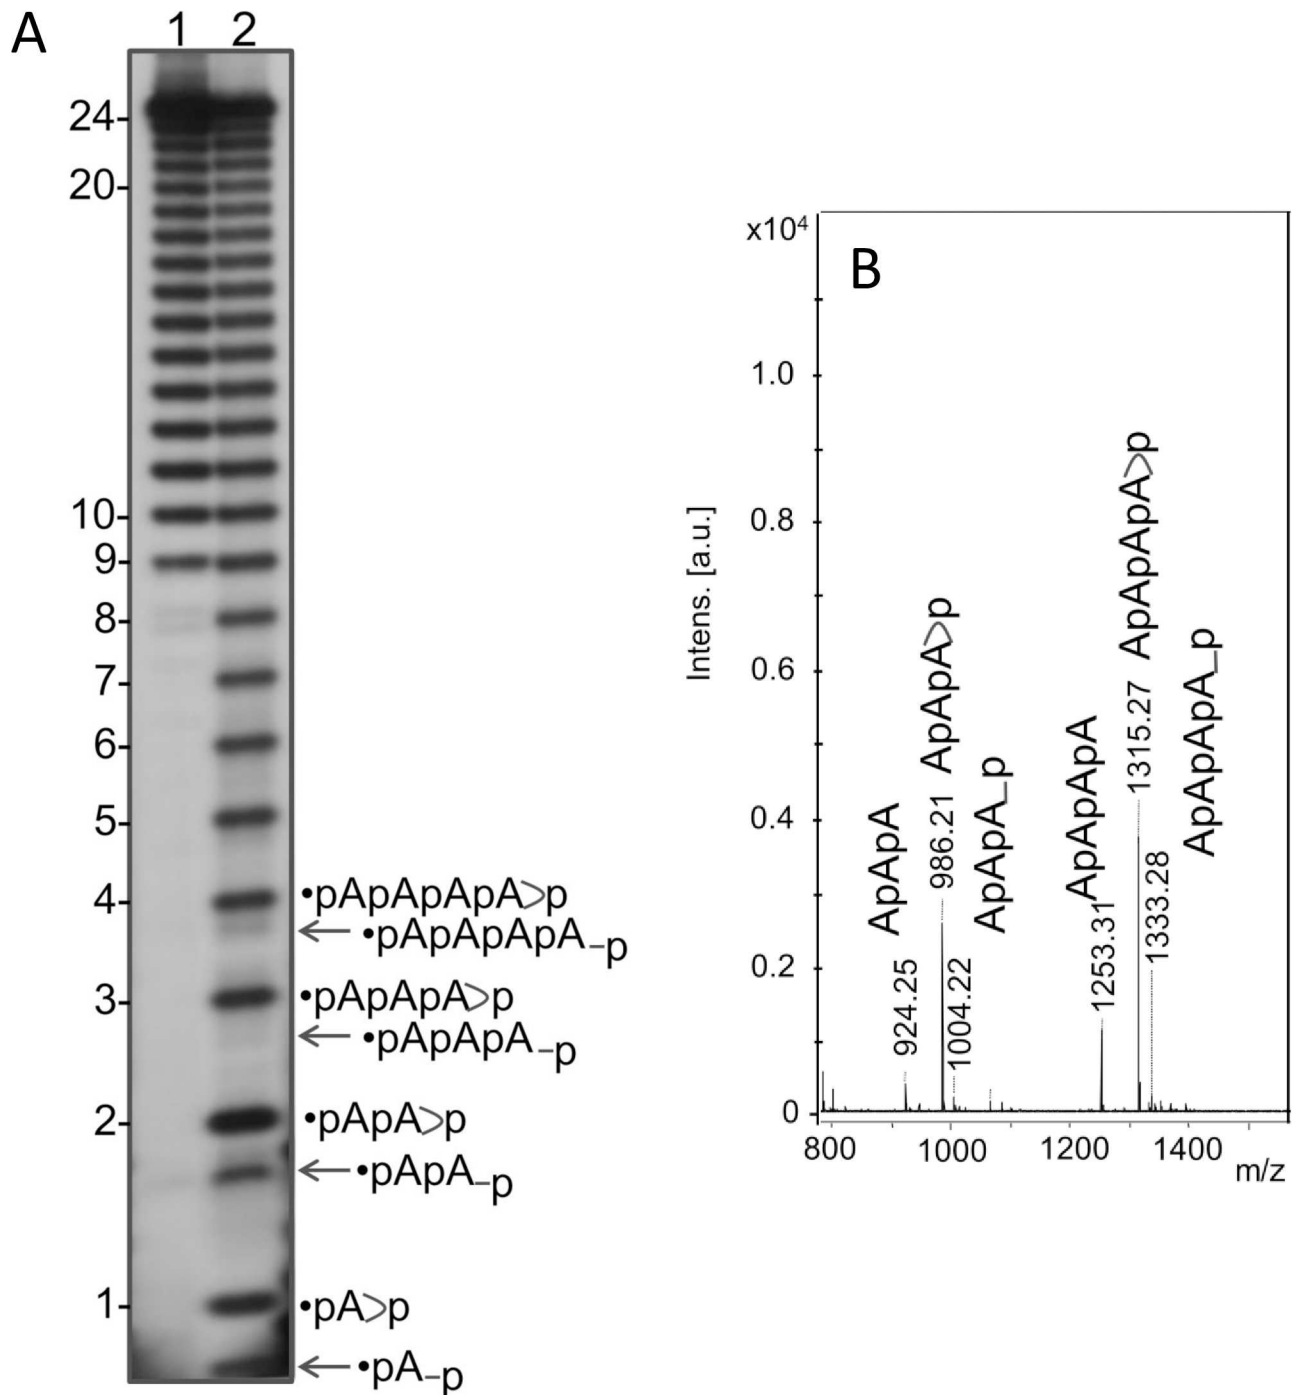 A
1 2
24
20
10
9
8
7
6
5
4
3
2
1
•pApApApA>p
•pApApApA–p
•pApApA>p
•pApApA–p
•pApA>p
•pApA–p
•pA>p
•pA–p
B
x10⁴
1.0
0.8
0.6
0.4
0.2
0
Intens. [a.u.]
800 1000 1200 1400
m/z
924.25 ApApA
986.21 ApApA>p
1004.22 ApApA–p
1253.31 ApApApA
1315.27 ApApApA>p
1333.28 ApApApA–p